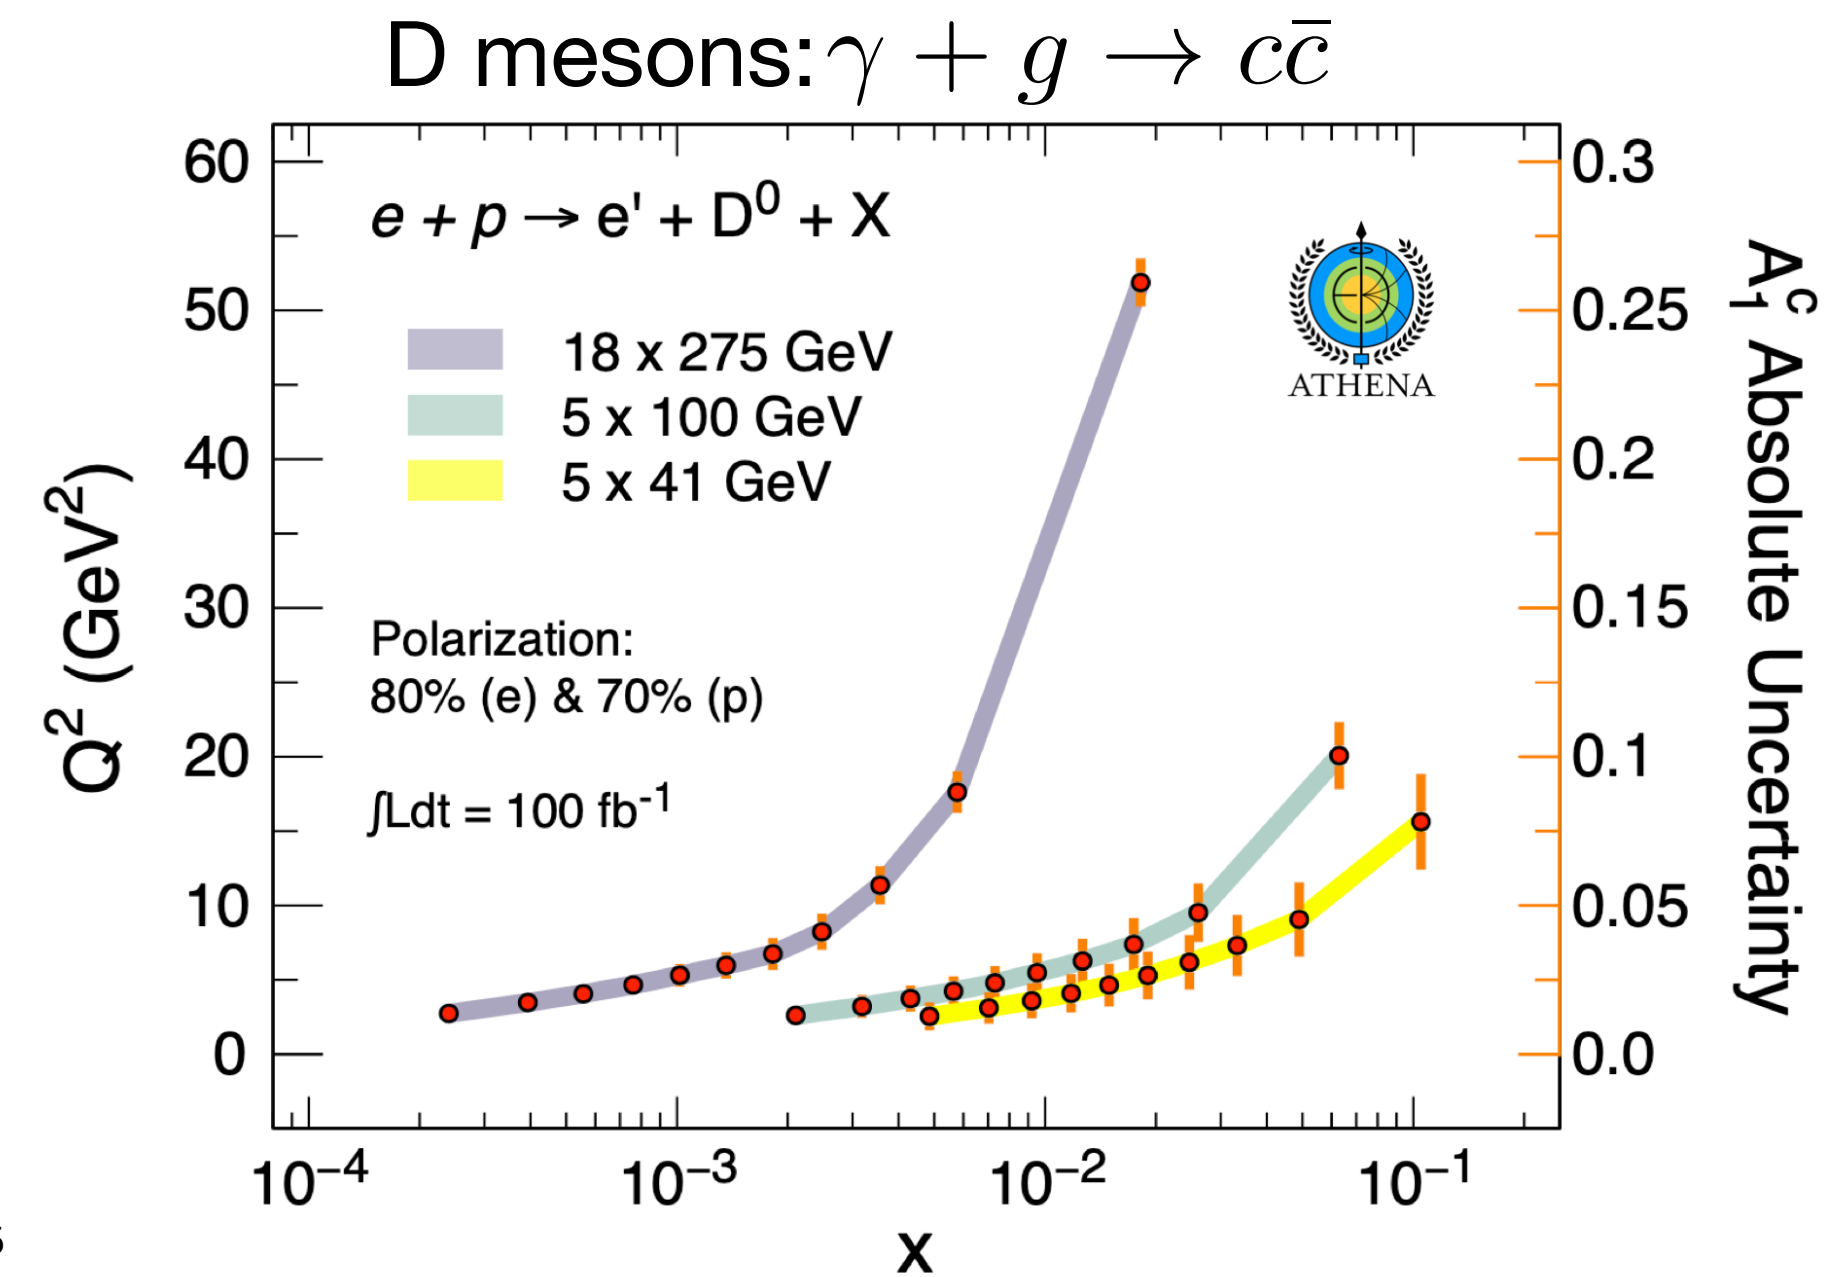 D mesons: γ + g → cc̄
e + p → e' + D⁰ + X
18 x 275 GeV
5 x 100 GeV
5 x 41 GeV
Polarization:
80% (e) & 70% (p)
∫Ldt = 100 fb⁻¹
ATHENA
Q² (GeV²)
60
50
40
30
20
10
0
0.3
0.25
0.2
0.15
0.1
0.05
0.0
A₁ᶜ Absolute Uncertainty
10⁻⁴ 10⁻³ 10⁻² 10⁻¹
x